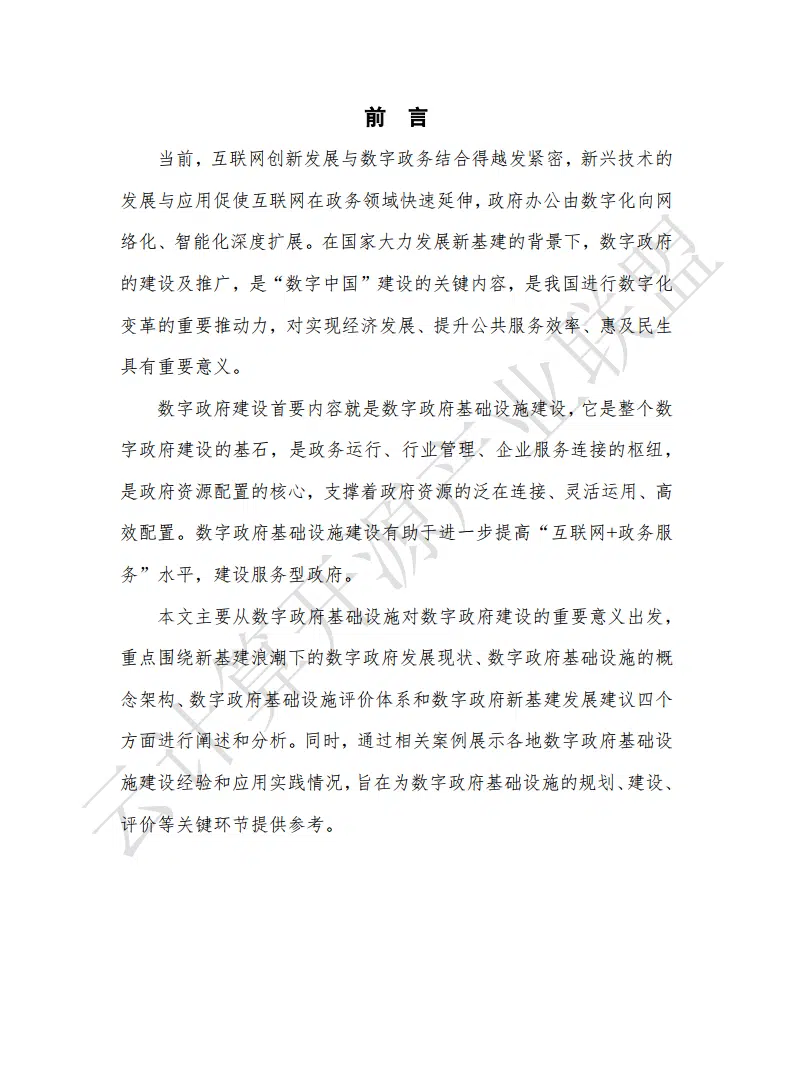 前 言
当前，互联网创新发展与数字政务结合得越发紧密，新兴技术的
发展与应用促使互联网在政务领域快速延伸，政府办公由数字化向网
络化、智能化深度扩展。在国家大力发展新基建的背景下，数字政府
的建设及推广，是“数字中国”建设的关键内容，是我国进行数字化
变革的重要推动力，对实现经济发展、提升公共服务效率、惠及民生
具有重要意义。
数字政府建设首要内容就是数字政府基础设施建设，它是整个数
字政府建设的基石，是政务运行、行业管理、企业服务连接的枢纽，
是政府资源配置的核心，支撑着政府资源的泛在连接、灵活运用、高
效配置。数字政府基础设施建设有助于进一步提高“互联网+政务服
务”水平，建设服务型政府。
本文主要从数字政府基础设施对数字政府建设的重要意义出发，
重点围绕新基建浪潮下的数字政府发展现状、数字政府基础设施的概
念架构、数字政府基础设施评价体系和数字政府新基建发展建议四个
方面进行阐述和分析。同时，通过相关案例展示各地数字政府基础设
施建设经验和应用实践情况，旨在为数字政府基础设施的规划、建设、
评价等关键环节提供参考。
云计算开源产业联盟